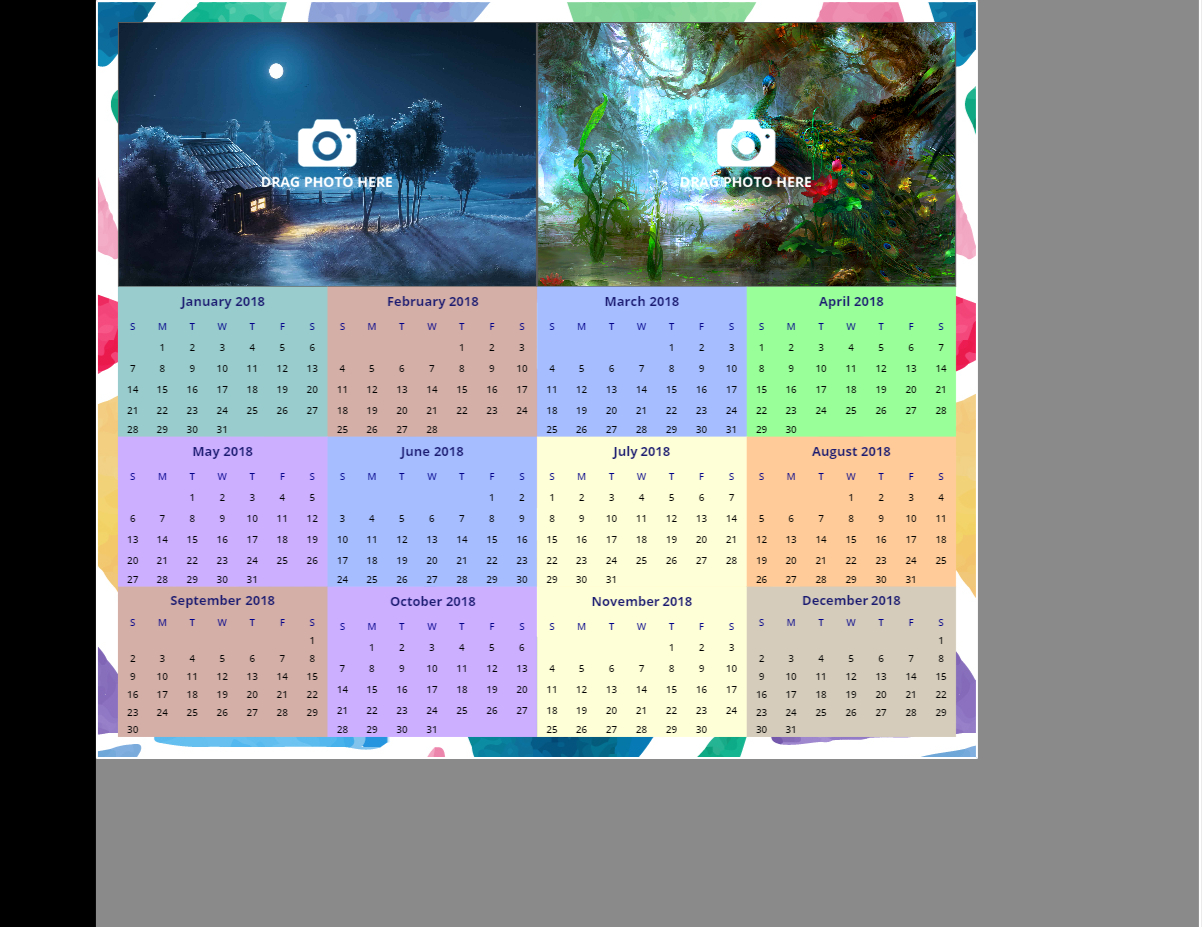 DRAG PHOTO HERE
DRAG PHOTO HERE
January 2018
S M T W T F S
1 2 3 4 5 6
7 8 9 10 11 12 13
14 15 16 17 18 19 20
21 22 23 24 25 26 27
28 29 30 31
February 2018
S M T W T F S
1 2 3
4 5 6 7 8 9 10
11 12 13 14 15 16 17
18 19 20 21 22 23 24
25 26 27 28
March 2018
S M T W T F S
1 2 3
4 5 6 7 8 9 10
11 12 13 14 15 16 17
18 19 20 21 22 23 24
25 26 27 28 29 30 31
April 2018
S M T W T F S
1 2 3 4 5 6 7
8 9 10 11 12 13 14
15 16 17 18 19 20 21
22 23 24 25 26 27 28
29 30
May 2018
S M T W T F S
1 2 3 4 5
6 7 8 9 10 11 12
13 14 15 16 17 18 19
20 21 22 23 24 25 26
27 28 29 30 31
June 2018
S M T W T F S
1 2
3 4 5 6 7 8 9
10 11 12 13 14 15 16
17 18 19 20 21 22 23
24 25 26 27 28 29 30
July 2018
S M T W T F S
1 2 3 4 5 6 7
8 9 10 11 12 13 14
15 16 17 18 19 20 21
22 23 24 25 26 27 28
29 30 31
August 2018
S M T W T F S
1 2 3 4
5 6 7 8 9 10 11
12 13 14 15 16 17 18
19 20 21 22 23 24 25
26 27 28 29 30 31
September 2018
S M T W T F S
1
2 3 4 5 6 7 8
9 10 11 12 13 14 15
16 17 18 19 20 21 22
23 24 25 26 27 28 29
30
October 2018
S M T W T F S
1 2 3 4 5 6
7 8 9 10 11 12 13
14 15 16 17 18 19 20
21 22 23 24 25 26 27
28 29 30 31
November 2018
S M T W T F S
1 2 3
4 5 6 7 8 9 10
11 12 13 14 15 16 17
18 19 20 21 22 23 24
25 26 27 28 29 30
December 2018
S M T W T F S
1
2 3 4 5 6 7 8
9 10 11 12 13 14 15
16 17 18 19 20 21 22
23 24 25 26 27 28 29
30 31